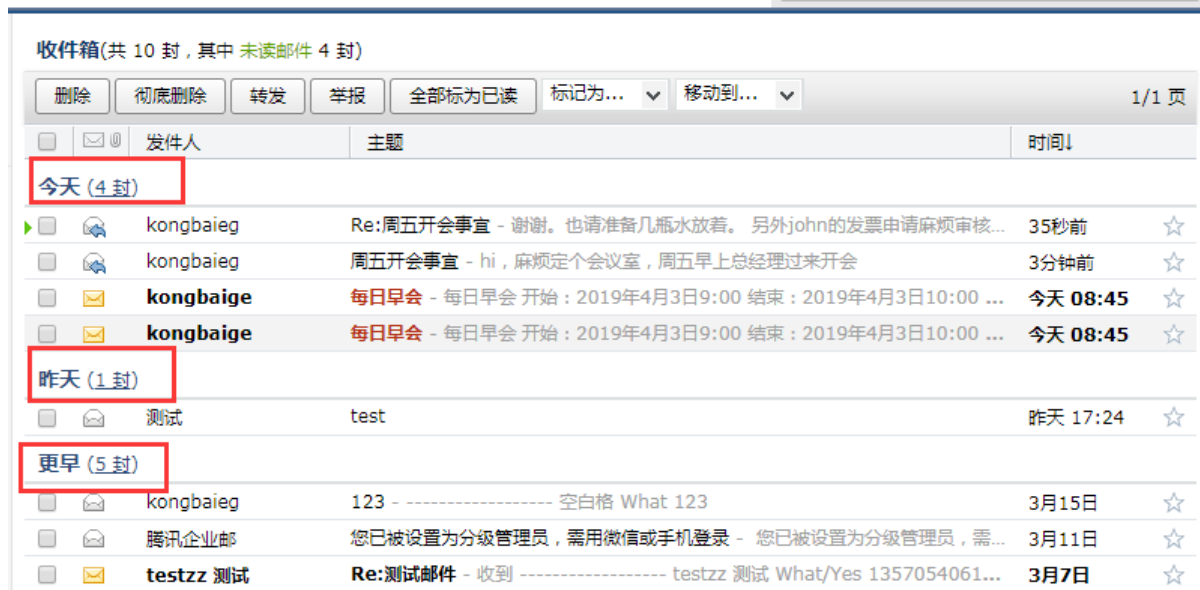 收件箱(共 10 封，其中 未读邮件 4 封)
删除 彻底删除 转发 举报 全部标为已读 标记为... 移动到... 1/1 页
发件人 主题 时间↓
今天 (4 封)
kongbaieg Re:周五开会事宜 - 谢谢。也请准备几瓶水放着。 另外john的发票申请麻烦审核... 35秒前
kongbaieg 周五开会事宜 - hi，麻烦定个会议室，周五早上总经理过来开会 3分钟前
kongbaige 每日早会 - 每日早会 开始：2019年4月3日9:00 结束：2019年4月3日10:00 ... 今天 08:45
kongbaige 每日早会 - 每日早会 开始：2019年4月3日9:00 结束：2019年4月3日10:00 ... 今天 08:45
昨天 (1 封)
测试 test 昨天 17:24
更早 (5 封)
kongbaieg 123 - ------------------ 空白格 What 123 3月15日
腾讯企业邮 您已被设置为分级管理员，需用微信或手机登录 - 您已被设置为分级管理员，需... 3月11日
testzz 测试 Re:测试邮件 - 收到 ------------------ testzz 测试 What/Yes 1357054061... 3月7日